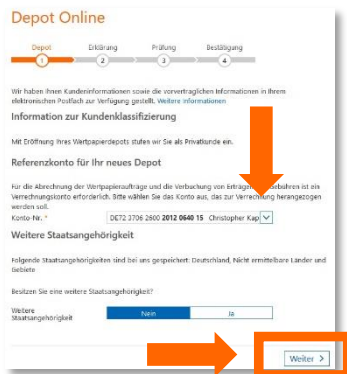 Depot Online
Depot Erklärung Prüfung Bestätigung
1 2 3 4
Wir haben Ihnen Kundeninformationen sowie die vorvertraglichen Informationen in Ihrem
elektronischen Postfach zur Verfügung gestellt. Weitere Informationen
Information zur Kundenklassifizierung
Mit Eröffnung Ihres Wertpapierdepots stufen wir Sie als Privatkunde ein.
Referenzkonto für Ihr neues Depot
Für die Abrechnung der Wertpapieraufträge und die Verbuchung von Erträgen ist ein
Verrechnungskonto erforderlich. Bitte wählen Sie das Konto aus, das zur Verrechnung herangezogen
werden soll.
Konto-Nr. * DE72 3706 2600 2012 0640 15 Christopher Kap
Weitere Staatsangehörigkeit
Folgende Staatsangehörigkeiten sind bei uns gespeichert: Deutschland, Nicht ermittelbare Länder und
Gebiete
Besitzen Sie eine weitere Staatsangehörigkeit?
Weitere
Staatsangehörigkeit Nein Ja
Weiter >